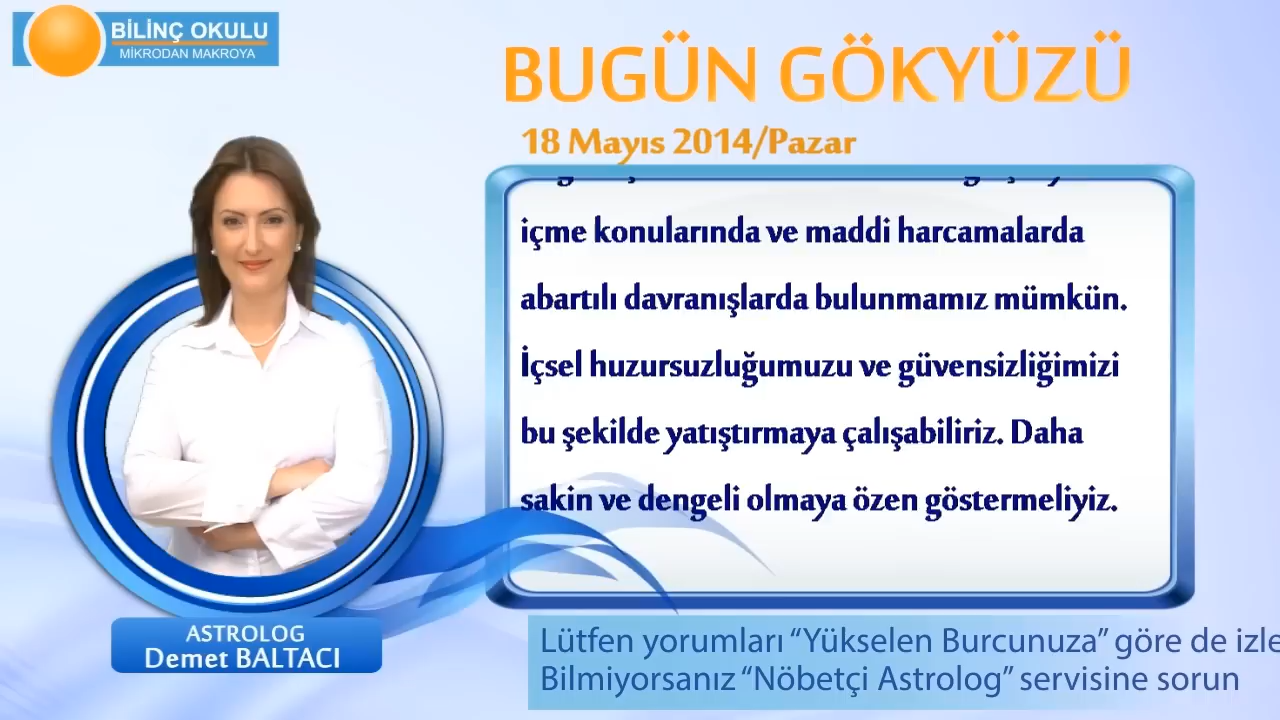 BİLİNÇ OKULU
MİKRODAN MAKROYA
BUGÜN GÖKYÜZÜ
18 Mayıs 2014/Pazar
içme konularında ve maddi harcamalarda
abartılı davranışlarda bulunmamız mümkün.
İçsel huzursuzluğumuzu ve güvensizliğimizi
bu şekilde yatıştırmaya çalışabiliriz. Daha
sakin ve dengeli olmaya özen göstermeliyiz.
ASTROLOG
Demet BALTACI
Lütfen yorumları “Yükselen Burcunuza” göre de izle
Bilmiyorsanız “Nöbetçi Astrolog” servisine sorun